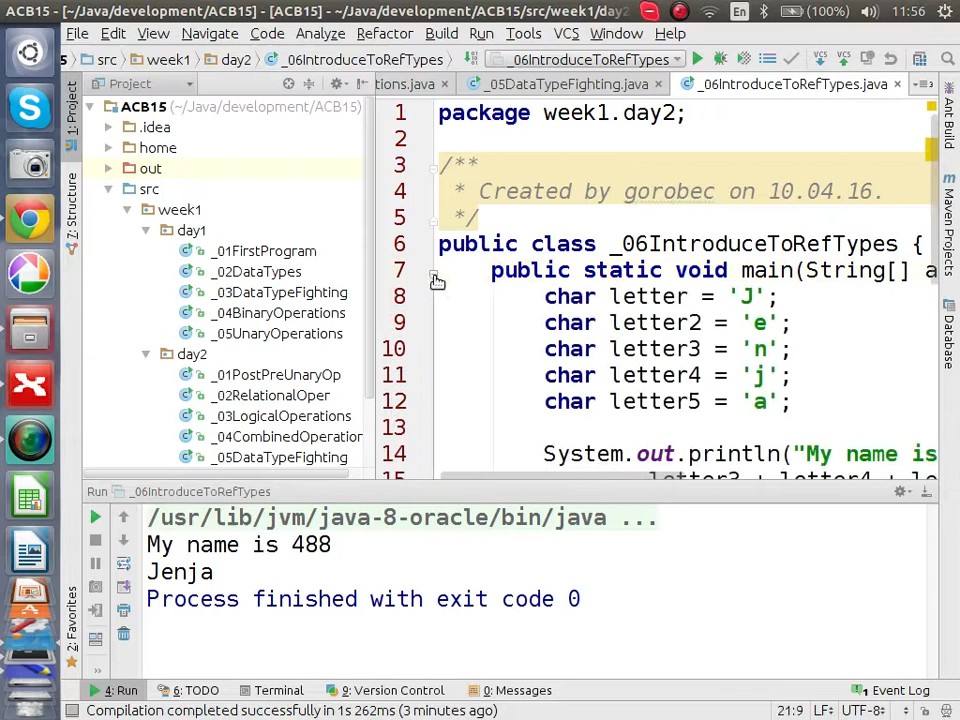 ACB15 - [~/Java/development/ACB15] - [ACB15] - [~/Java/development/ACB15/src/week1/day2
En
(100%)
11:56
File Edit View Navigate Code Analyze Refactor Build Run Tools VCS Window Help
5 src week1 day2 _06IntroduceToRefTypes _06IntroduceToRefTypes VCS VCS
Project
tions.java _05DataTypeFighting.java _06IntroduceToRefTypes.java
1: Project
7: Structure
2: Favorites
ACB15 (~/Java/development/ACB15)
.idea
home
out
src
week1
day1
_01FirstProgram
_02DataTypes
_03DataTypeFighting
_04BinaryOperations
_05UnaryOperations
day2
_01PostPreUnaryOp
_02RelationalOper
_03LogicalOperations
_04CombinedOperation
_05DataTypeFighting
1 package week1.day2;
2
3 /**
4 * Created by gorobec on 10.04.16.
5 */
6 public class _06IntroduceToRefTypes {
7 public static void main(String[] a
8 char letter = 'J';
9 char letter2 = 'e';
10 char letter3 = 'n';
11 char letter4 = 'j';
12 char letter5 = 'a';
13
14 System.out.println("My name is
Ant Build
Maven Projects
Database
Run _06IntroduceToRefTypes
/usr/lib/jvm/java-8-oracle/bin/java ...
My name is 488
Jenja
Process finished with exit code 0
4: Run 6: TODO Terminal 9: Version Control 0: Messages 1 Event Log
Compilation completed successfully in 1s 262ms (3 minutes ago) 21:9 LF UTF-8